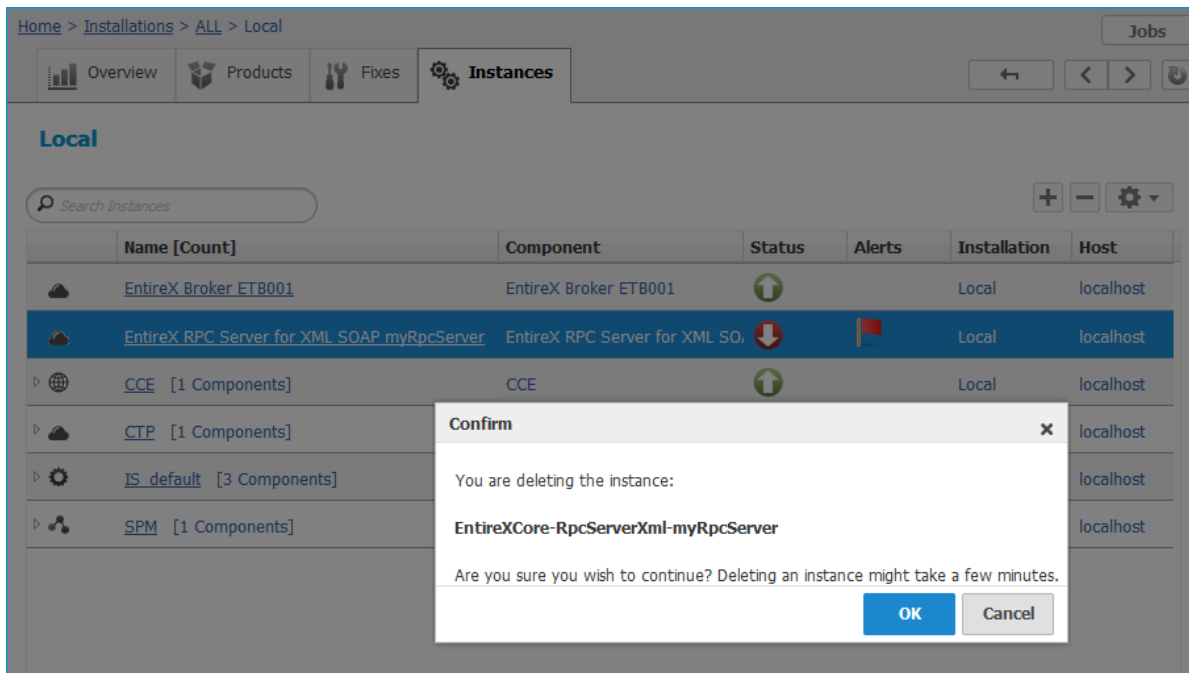 Home > Installations > ALL > Local
Jobs
Overview Products Fixes Instances
Local
Search Instances
Name [Count] Component Status Alerts Installation Host
EntireX Broker ETB001 EntireX Broker ETB001 Local localhost
EntireX RPC Server for XML SOAP myRpcServer EntireX RPC Server for XML SO. Local localhost
CCE [1 Components] CCE Local localhost
CTP [1 Components] localhost
IS_default [3 Components] localhost
SPM [1 Components] localhost
Confirm
You are deleting the instance:
EntireXCore-RpcServerXml-myRpcServer
Are you sure you wish to continue? Deleting an instance might take a few minutes.
OK Cancel